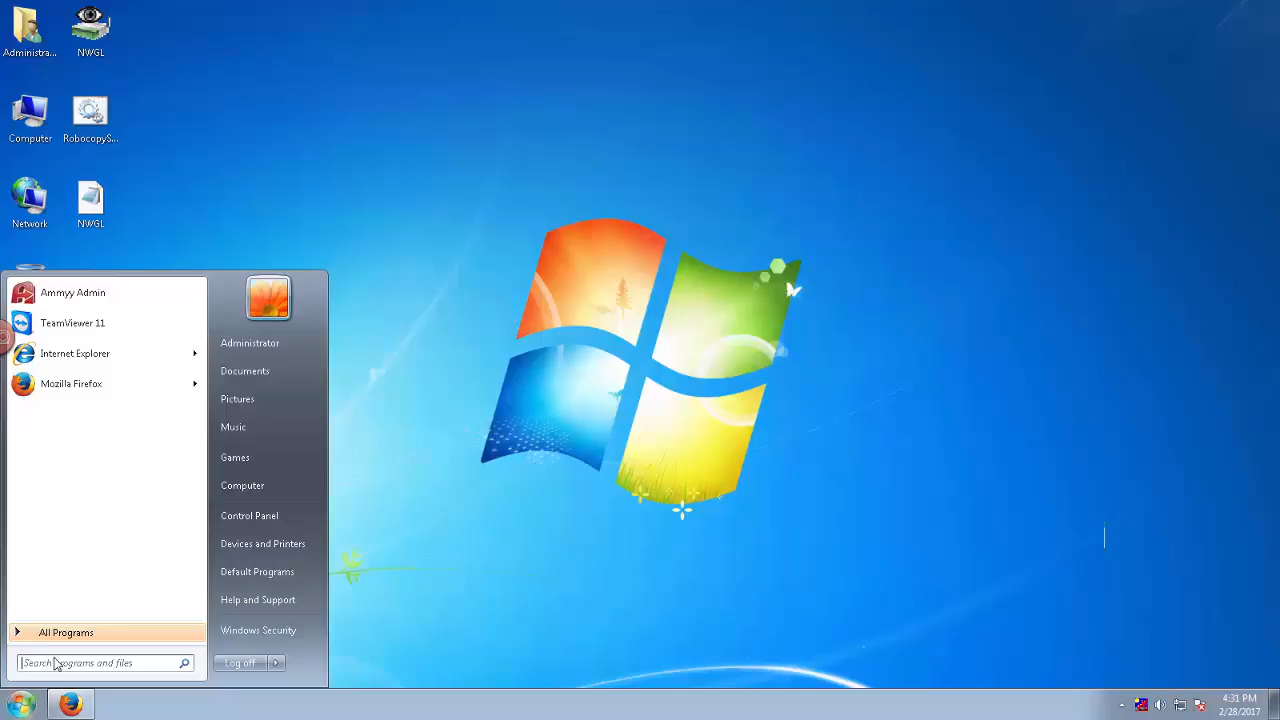 Administra...
NWGL
Computer
RobocopyS...
Network
NWGL
Ammyy Admin
TeamViewer 11
Internet Explorer
Mozilla Firefox
All Programs
Search programs and files
Administrator
Documents
Pictures
Music
Games
Computer
Control Panel
Devices and Printers
Default Programs
Help and Support
Windows Security
Log off
4:31 PM
2/28/2017